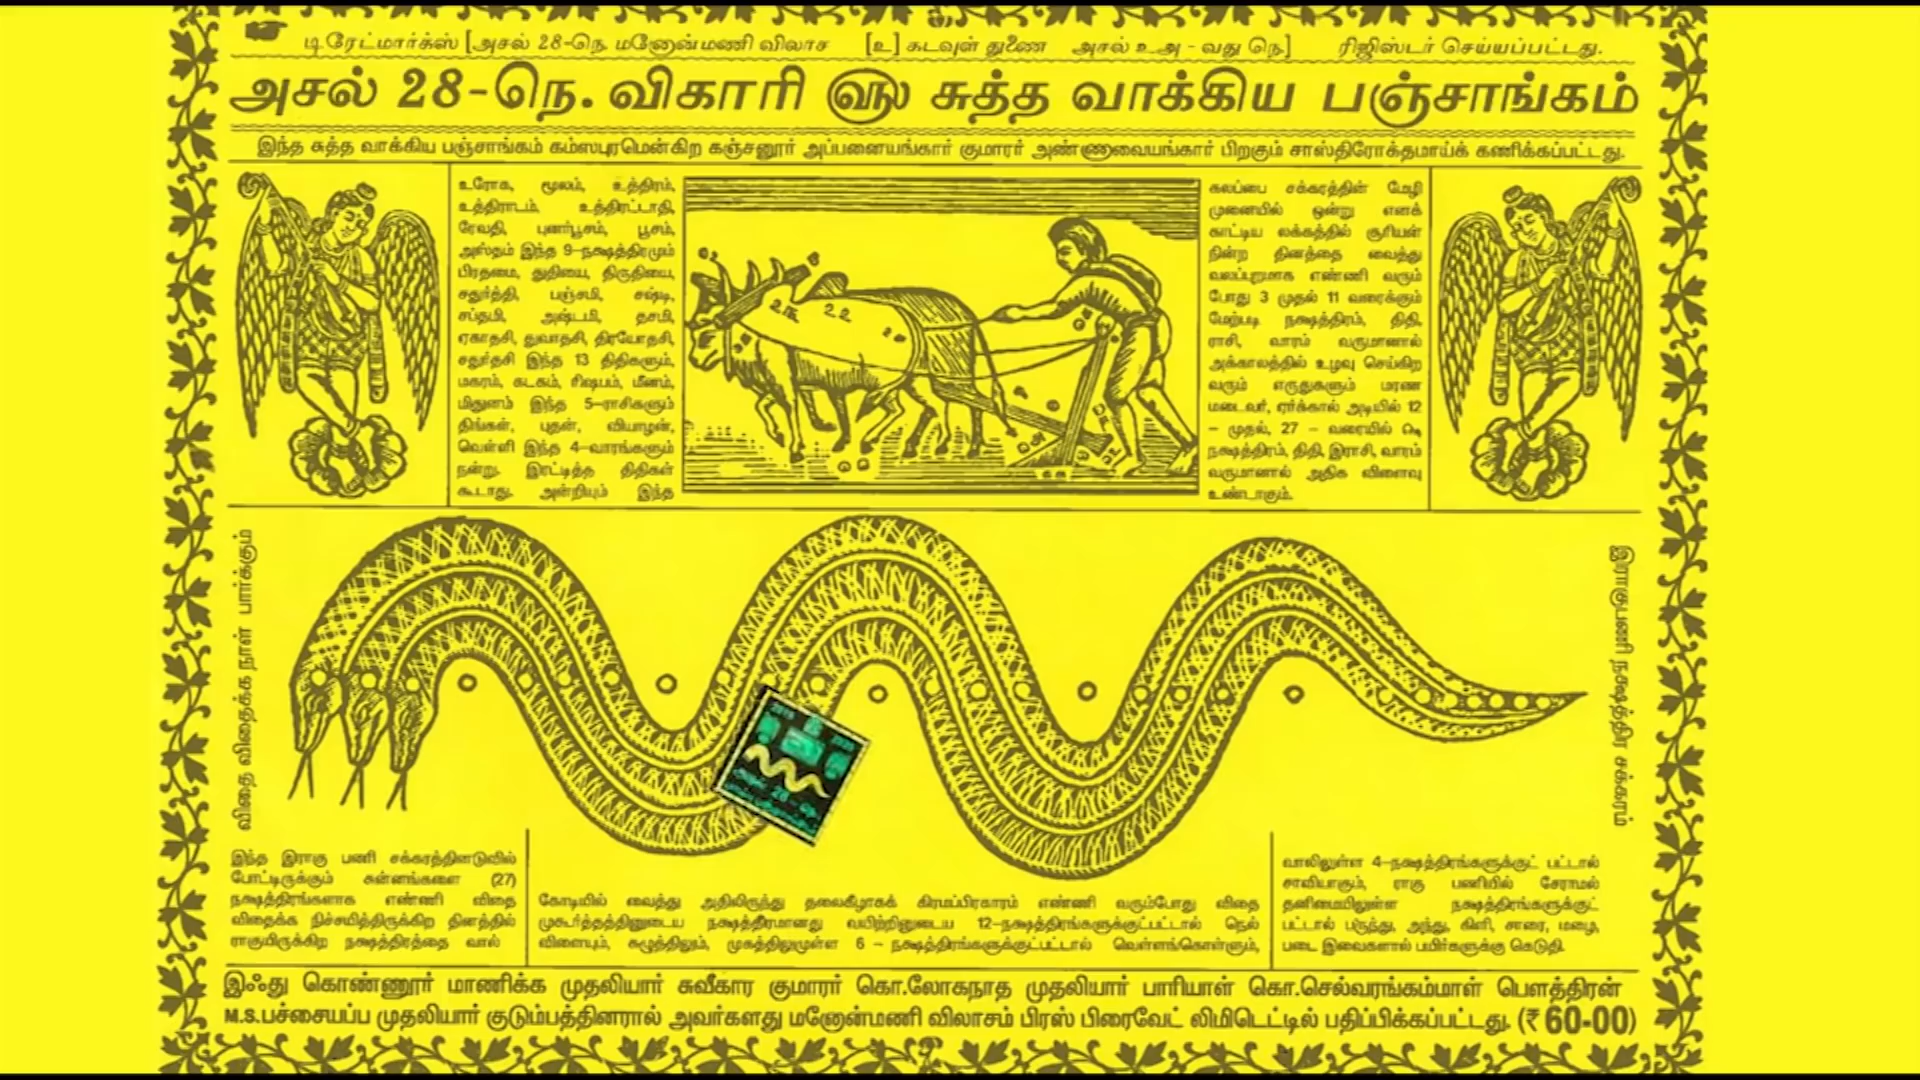 டிரேட்மார்க்ஸ் [அசல் 28-நெ. மனோன்மணி விலாச [உ] கடவுள் துணை அசல் உஅ - வது நெ.] ரிஜிஸ்டர் செய்யப்பட்டது.
அசல் 28-நெ. விகாரி ௵ சுத்த வாக்கிய பஞ்சாங்கம்
இந்த சுத்த வாக்கிய பஞ்சாங்கம் கம்ஸபுரமென்கிற கஞ்சனூர் அப்பனையங்கார் குமாரர் அண்ணாவையங்கார் பிறகும் சாஸ்திரோக்தமாய்க் கணிக்கப்பட்டது.
உரோக, மூலம், உத்திரம்,
உத்திராடம், உத்திரட்டாதி,
ரேவதி, புனர்பூசம், பூசம்,
அஸ்தம் இந்த 9-நக்ஷத்திரமும்
பிரதமை, துதியை, திருதியை,
சதுர்த்தி, பஞ்சமி, சஷ்டி,
சப்தமி, அஷ்டமி, தசமி,
ஏகாதசி, துவாதசி, திரயோதசி,
சதுர்தசி இந்த 13 திதிகளும்,
மகரம், கடகம், ரிஷபம், மீனம்,
மிதுனம் இந்த 5-ராசிகளும்
திங்கள், புதன், வியாழன்,
வெள்ளி இந்த 4-வாரங்களும்
நன்று. இரட்டித்த திதிகள்
கூடாது. அன்றியும் இந்த
கலப்பை சக்கரத்தின் மேழி
முனையில் ஒன்று எனக்
காட்டிய லக்கத்தில் சூரியன்
நின்ற தினத்தை வைத்து
வலப்புறமாக எண்ணி வரும்
போது 3 முதல் 11 வரைக்கும்
மேற்படி நக்ஷத்திரம், திதி,
ராசி, வாரம் வருமானால்
அக்காலத்தில் உழவு செய்கிற
வரும் எருதுகளும் மரண
மடைவர், ஏர்க்கால் அடியில் 12
- முதல், 27 - வரையில் ௸
நக்ஷத்திரம், திதி, இராசி, வாரம்
வருமானால் அதிக விளைவு
உண்டாகும்.
விதை விதைக்க நாள் பார்க்கும்
இராகுபணி நக்ஷத்திர சக்கரம்
இந்த இராகு பணி சக்கரத்தினடுவில்
போட்டிருக்கும் சுன்னங்களை (27)
நக்ஷத்திரங்களாக எண்ணி விதை
விதைக்க நிச்சயித்திருக்கிற தினத்தில்
ராகுயிருக்கிற நக்ஷத்திரத்தை வால்
கோடியில் வைத்து அதிலிருந்து தலைகீழாகக் கிரமப்பிரகாரம் எண்ணி வரும்போது விதை
முகூர்த்தத்தினுடைய நக்ஷத்தீரமானது வயிற்றினுடைய 12-நக்ஷத்திரங்களுக்குட்பட்டால் நெல்
விளையும், கழுத்திலும், முகத்திலுமுள்ள 6 - நக்ஷத்திரங்களுக்குட்பட்டால் வெள்ளங்கொள்ளும்,
வாலிலுள்ள 4-நக்ஷத்திரங்களுக்குட் பட்டால்
சாவியாகும், ராகு பணியில் சேராமல்
தனிமையிலுள்ள நக்ஷத்திரங்களுக்குட்
பட்டால் பருந்து, அந்து, கிளி, சாரை, மழை,
படை இவைகளால் பயிர்களுக்கு கெடுதி.
இஃது கொண்ணூர் மாணிக்க முதலியார் சுவீகார குமாரர் கொ.லோகநாத முதலியார் பாரியாள் கொ.செல்வரங்கம்மாள் பௌத்திரன்
M.S.பச்சையப்ப முதலியார் குடும்பத்தினரால் அவர்களது மனோன்மணி விலாசம் பிரஸ் பிரைவேட் லிமிடெட்டில் பதிப்பிக்கப்பட்டது. (₹ 60-00)